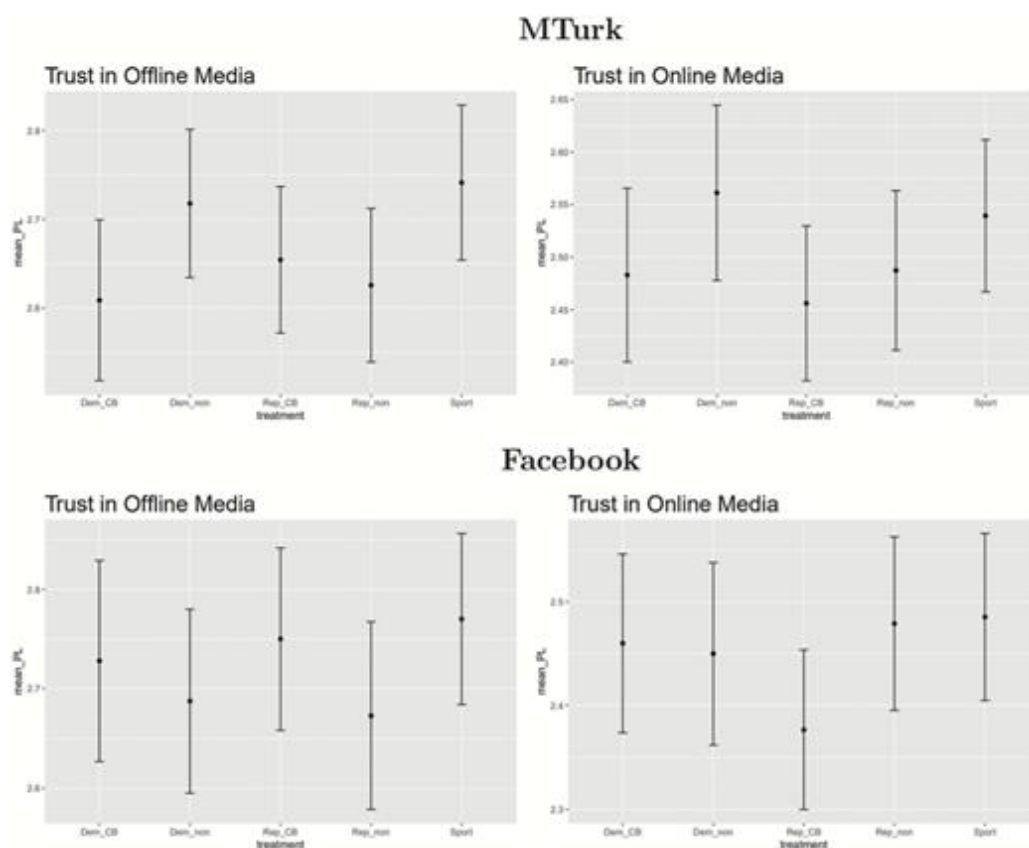 MTurk
Trust in Offline Media
2.8
2.7
2.6
mean_PL
Dem_CB Dem_non Rep_CB Rep_non Sport
treatment
Trust in Online Media
2.65
2.60
2.55
2.50
2.45
2.40
mean_PL
Dem_CB Dem_non Rep_CB Rep_non Sport
treatment
Facebook
Trust in Offline Media
2.8
2.7
2.6
mean_PL
Dem_CB Dem_non Rep_CB Rep_non Sport
treatment
Trust in Online Media
2.5
2.4
2.3
mean_PL
Dem_CB Dem_non Rep_CB Rep_non Sport
treatment